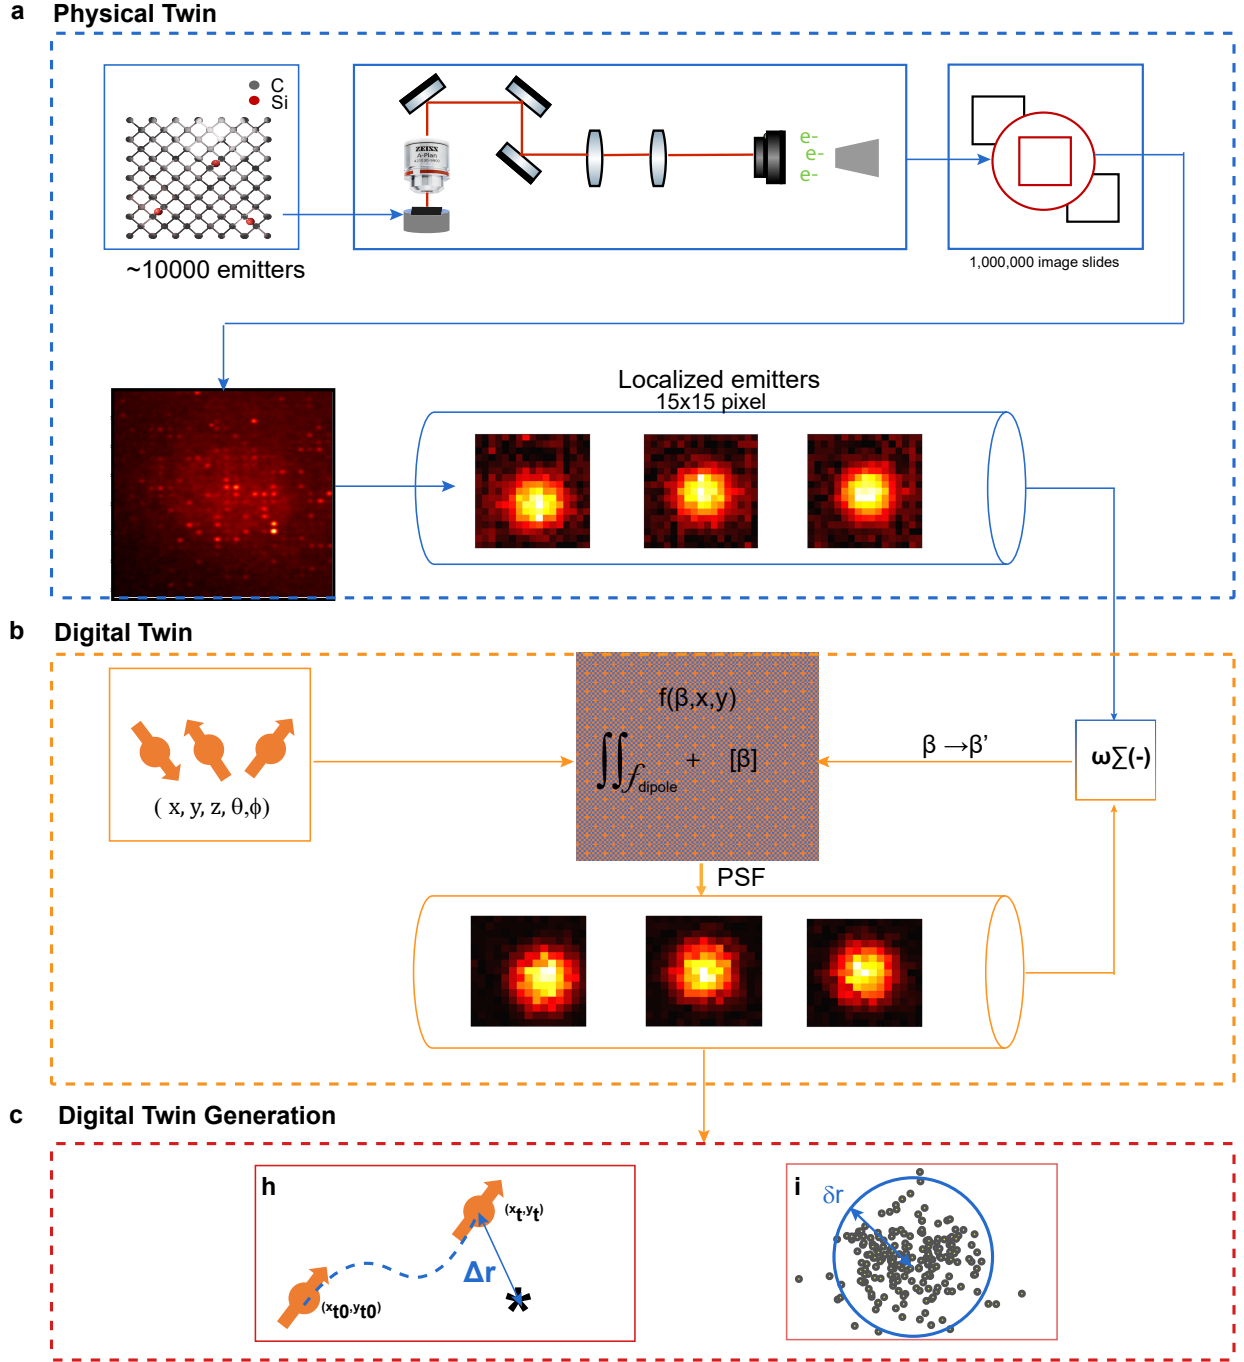 a Physical Twin
C
Si
ZEISS
A-Plan
e-
e-
e-
~10000 emitters
1,000,000 image slides
Localized emitters
15x15 pixel
b Digital Twin
f(β,x,y)
∬f dipole + [β]
β →β’
ω∑(-)
( x, y, z, θ,ϕ)
PSF
c Digital Twin Generation
h
(xt,yt)
Δr
(xt0,yt0)
*
i
δr